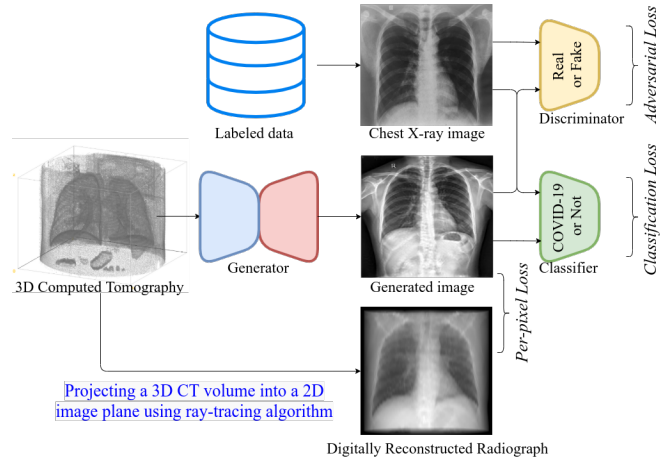 Labeled data
Chest X-ray image
Real
or Fake
Discriminator
Adversarial Loss
3D Computed Tomography
Generator
R
Generated image
COVID-19
or Not
Classifier
Classification Loss
Per-pixel Loss
Projecting a 3D CT volume into a 2D
image plane using ray-tracing algorithm
Digitally Reconstructed Radiograph